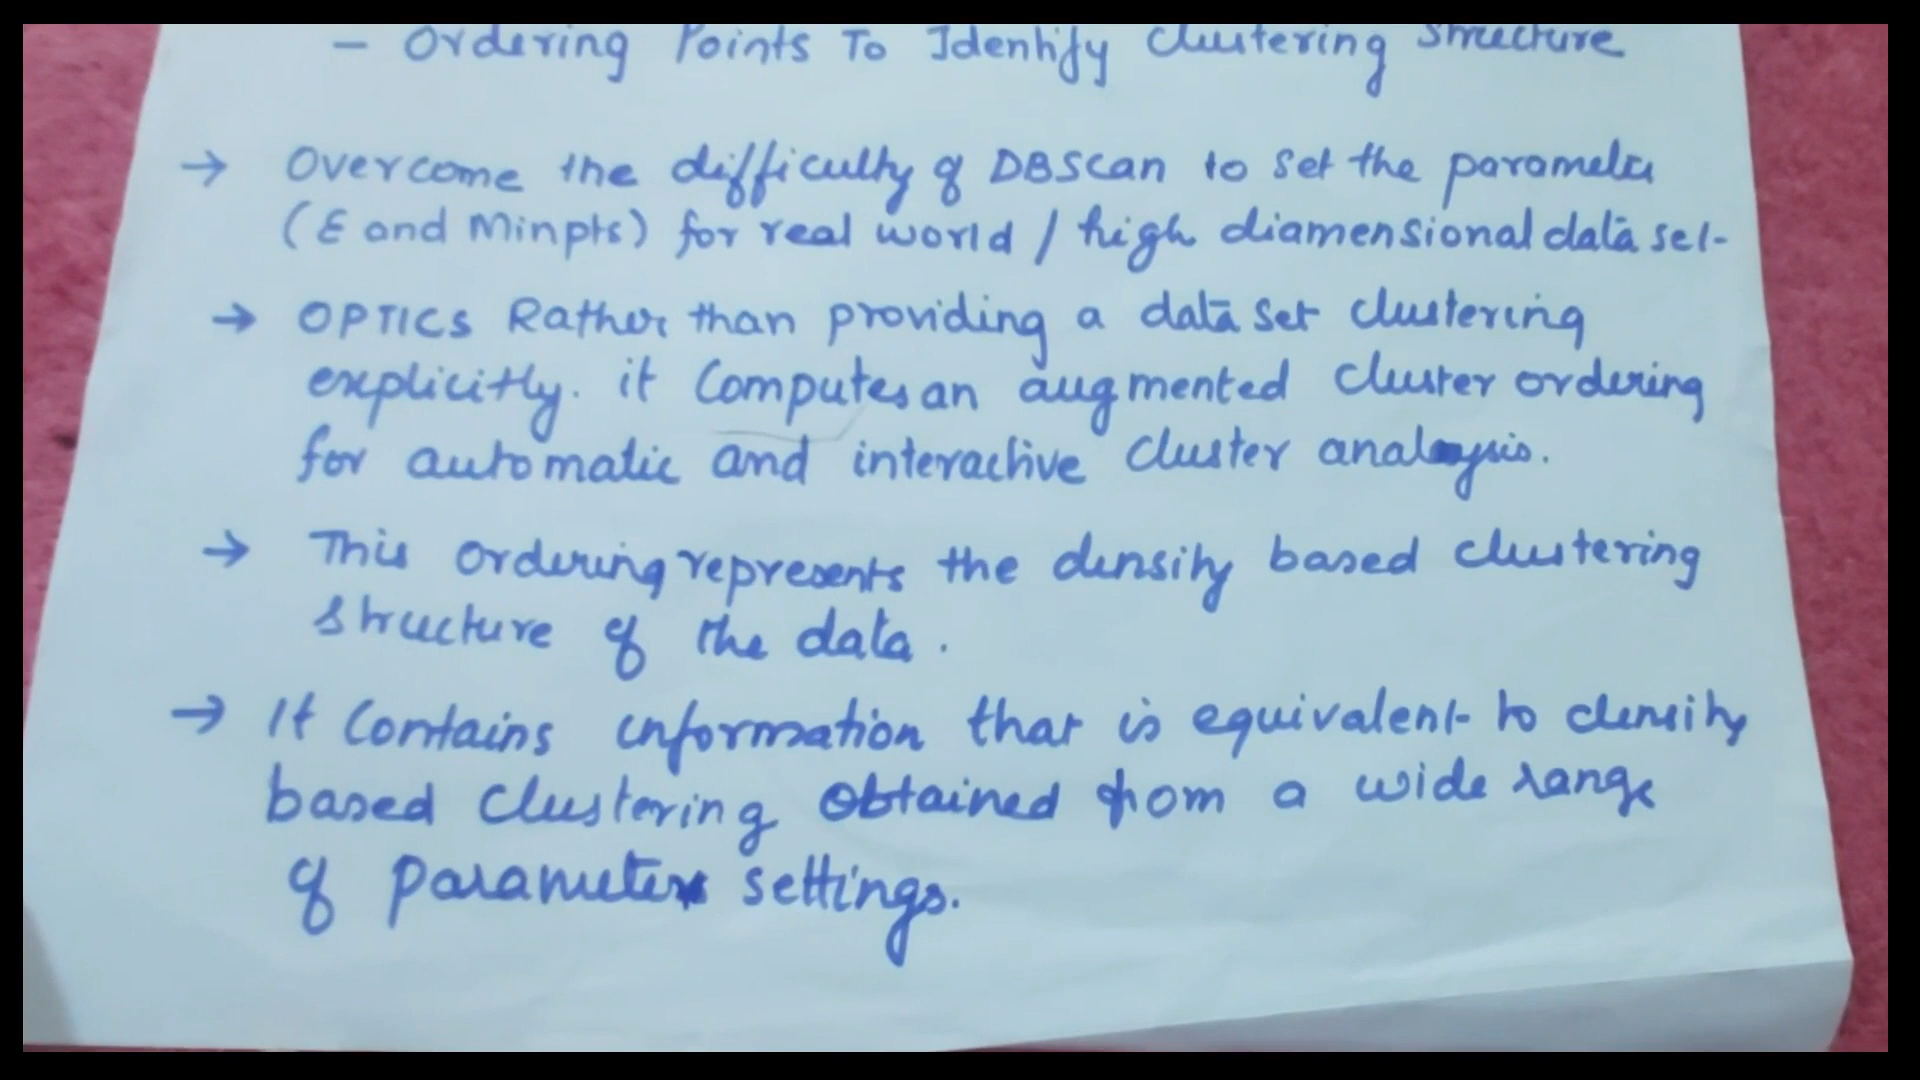 - Ordering Points To Identify Clustering Structure
→ Overcome the difficulty of DBScan to set the parameter
(ε and Minpts) for real world / high diamensional data set
→ OPTICS Rather than providing a data set clustering
explicitly. it Computes an augmented cluster ordering
for automatic and interactive cluster analysis.
→ This ordering represents the density based clustering
structure of the data.
→ It Contains information that is equivalent to density
based clustering obtained from a wide range
of parameters settings.